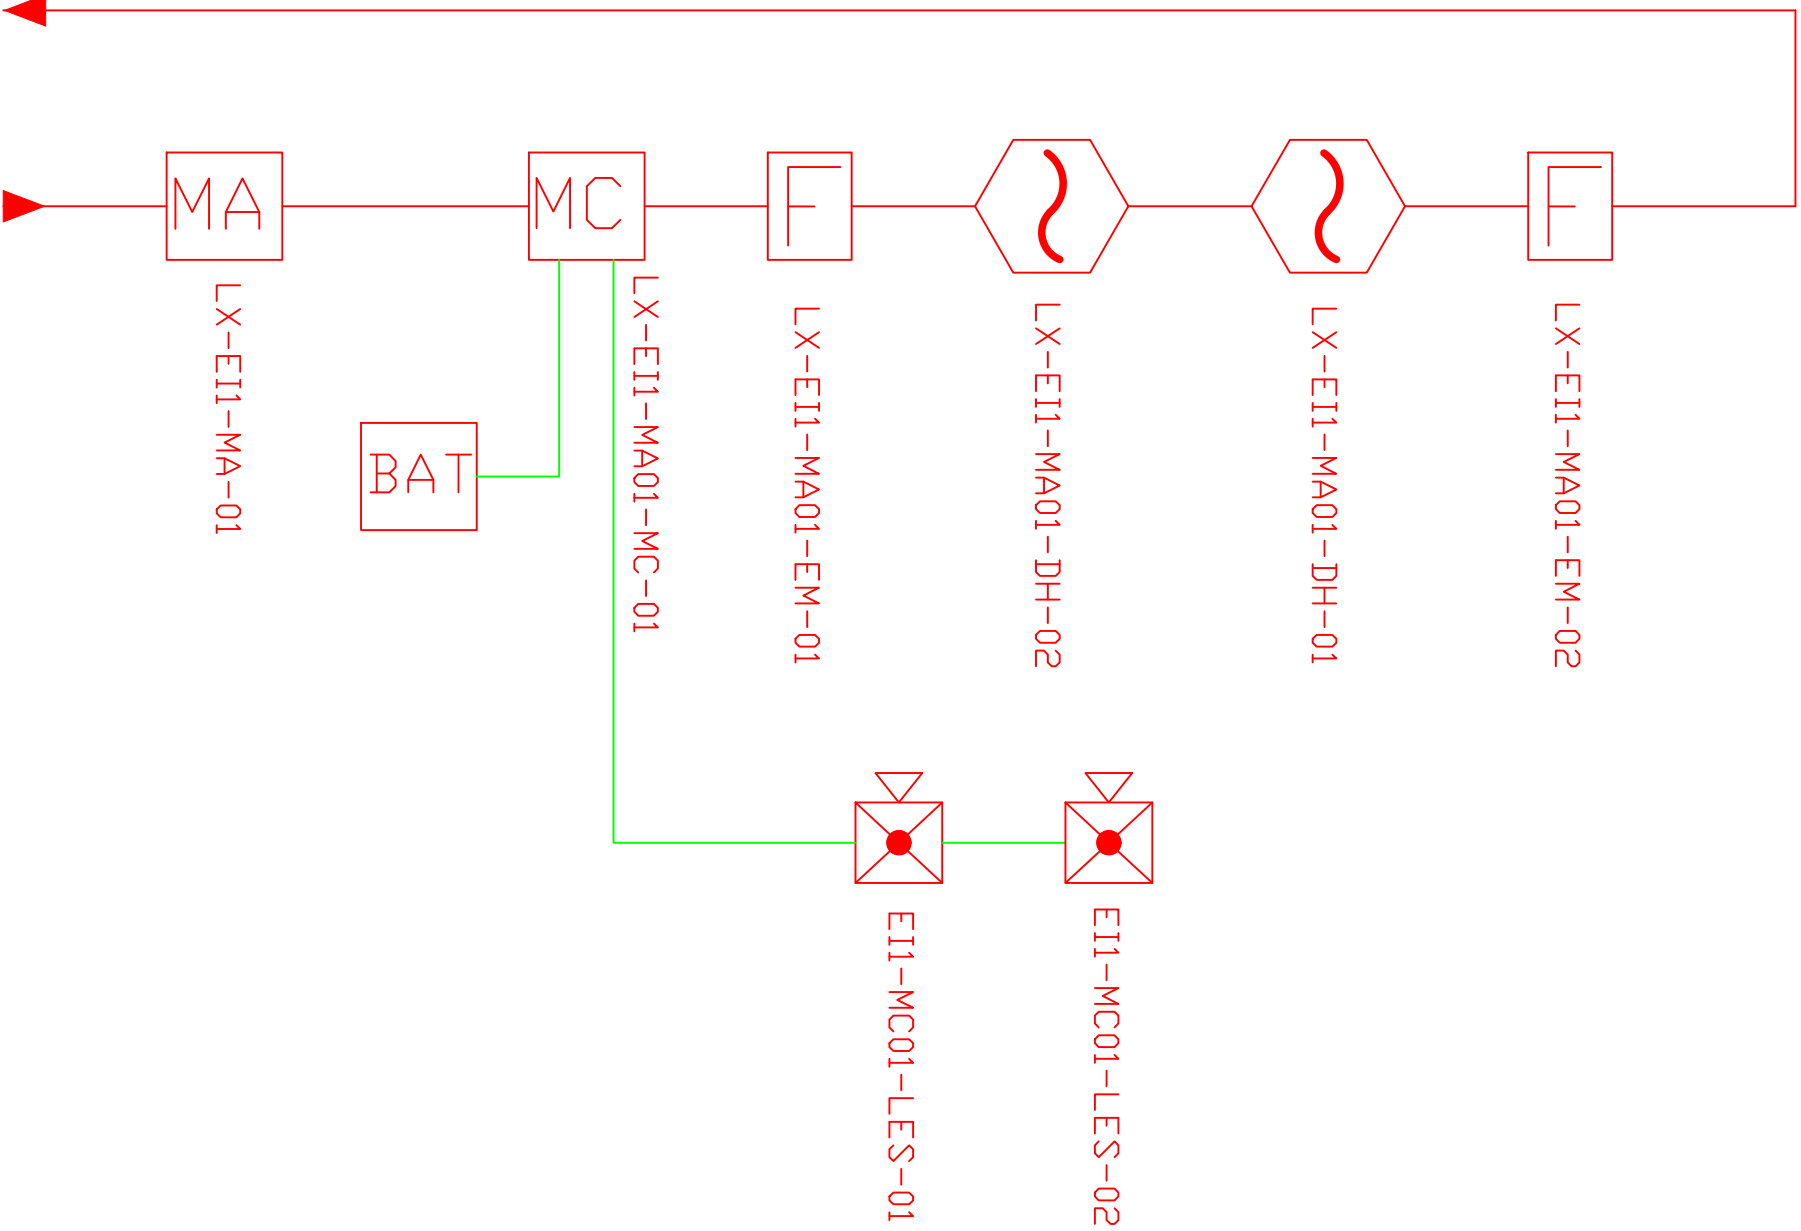 MA
MC
F
F
LX-EI1-MA-01
LX-EI1-MA01-MC-01
LX-EI1-MA01-EM-01
LX-EI1-MA01-DH-02
LX-EI1-MA01-DH-01
LX-EI1-MA01-EM-02
BAT
EI1-MC01-LES-01
EI1-MC01-LES-02